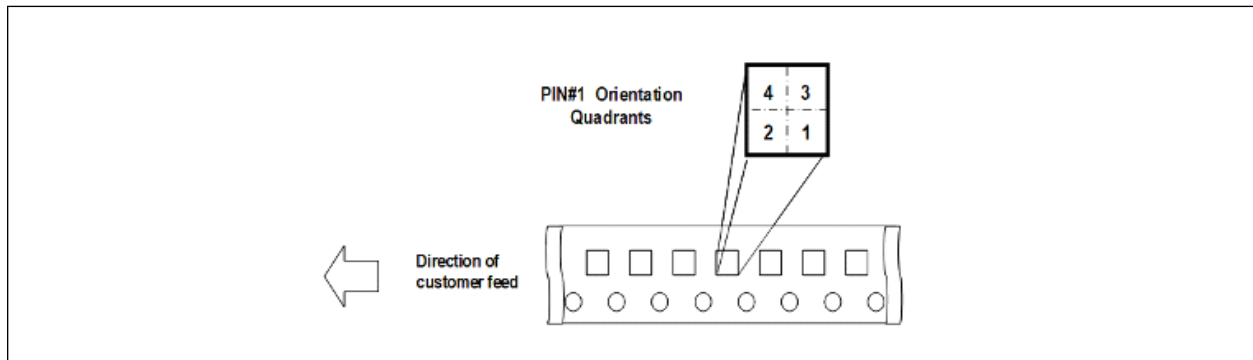 PIN#1 Orientation
Quadrants
4 3
2 1
Direction of
customer feed